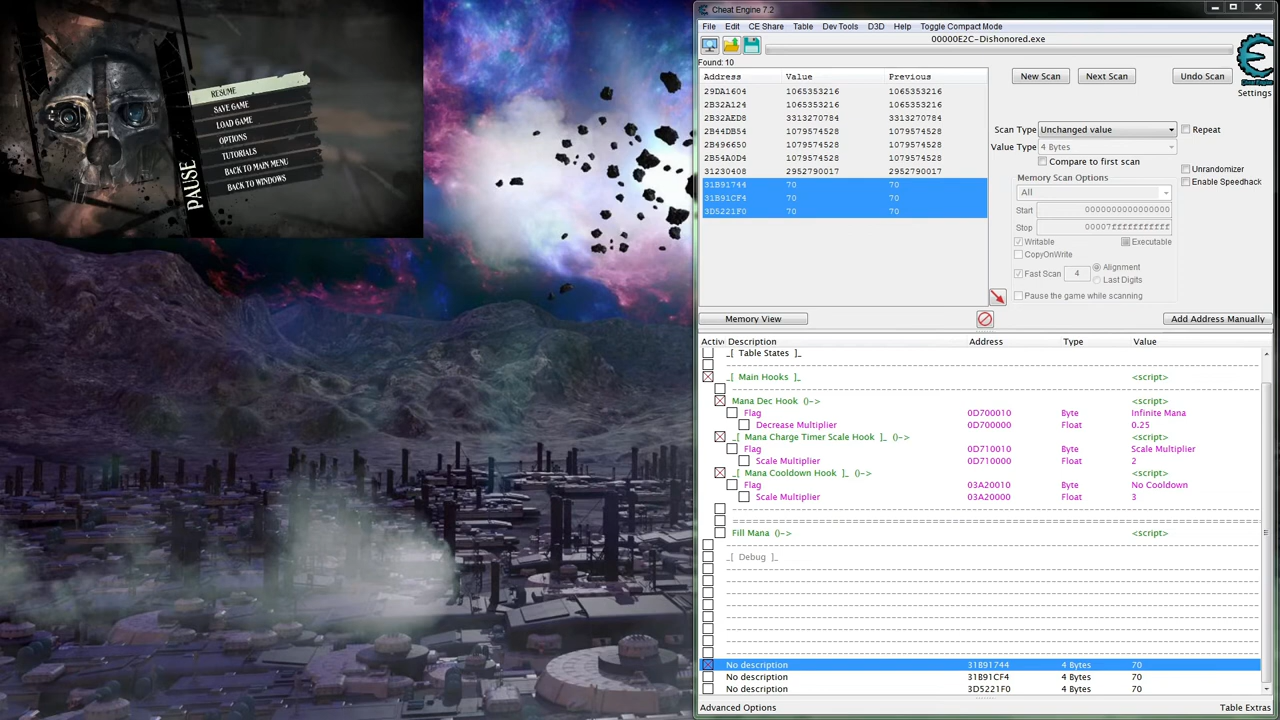 RESUME
SAVE GAME
LOAD GAME
OPTIONS
TUTORIALS
BACK TO MAIN MENU
BACK TO WINDOWS
PAUSE
Cheat Engine 7.2
File Edit CE Share Table Dev Tools D3D Help Toggle Compact Mode
00000E2C-Dishonored.exe
Found: 10
Address Value Previous
29DA1604 1065353216 1065353216
2B32A124 1065353216 1065353216
2B32AED8 3313270784 3313270784
2B44DB54 1079574528 1079574528
2B496650 1079574528 1079574528
2B54A0D4 1079574528 1079574528
31230408 2952790017 2952790017
31B91744 70 70
31B91CF4 70 70
3D5221F0 70 70
New Scan Next Scan Undo Scan
Settings
Scan Type Unchanged value Repeat
Value Type 4 Bytes
Compare to first scan
Memory Scan Options
All
Start 0000000000000000
Stop 00007fffffffffff
Writable Executable
CopyOnWrite
Fast Scan 4 Alignment
Last Digits
Pause the game while scanning
Unrandomizer
Enable Speedhack
Memory View Add Address Manually
Active Description Address Type Value
_[ Table States ]_
_[ Main Hooks ]_ <script>
Mana Dec Hook ()-> <script>
Flag 0D700010 Byte Infinite Mana
Decrease Multiplier 0D700000 Float 0.25
_[ Mana Charge Timer Scale Hook ]_ ()-> <script>
Flag 0D710010 Byte Scale Multiplier
Scale Multiplier 0D710000 Float 2
_[ Mana Cooldown Hook ]_ ()-> <script>
Flag 03A20010 Byte No Cooldown
Scale Multiplier 03A20000 Float 3
Fill Mana ()-> <script>
_[ Debug ]_
No description 31B91744 4 Bytes 70
No description 31B91CF4 4 Bytes 70
No description 3D5221F0 4 Bytes 70
Advanced Options Table Extras